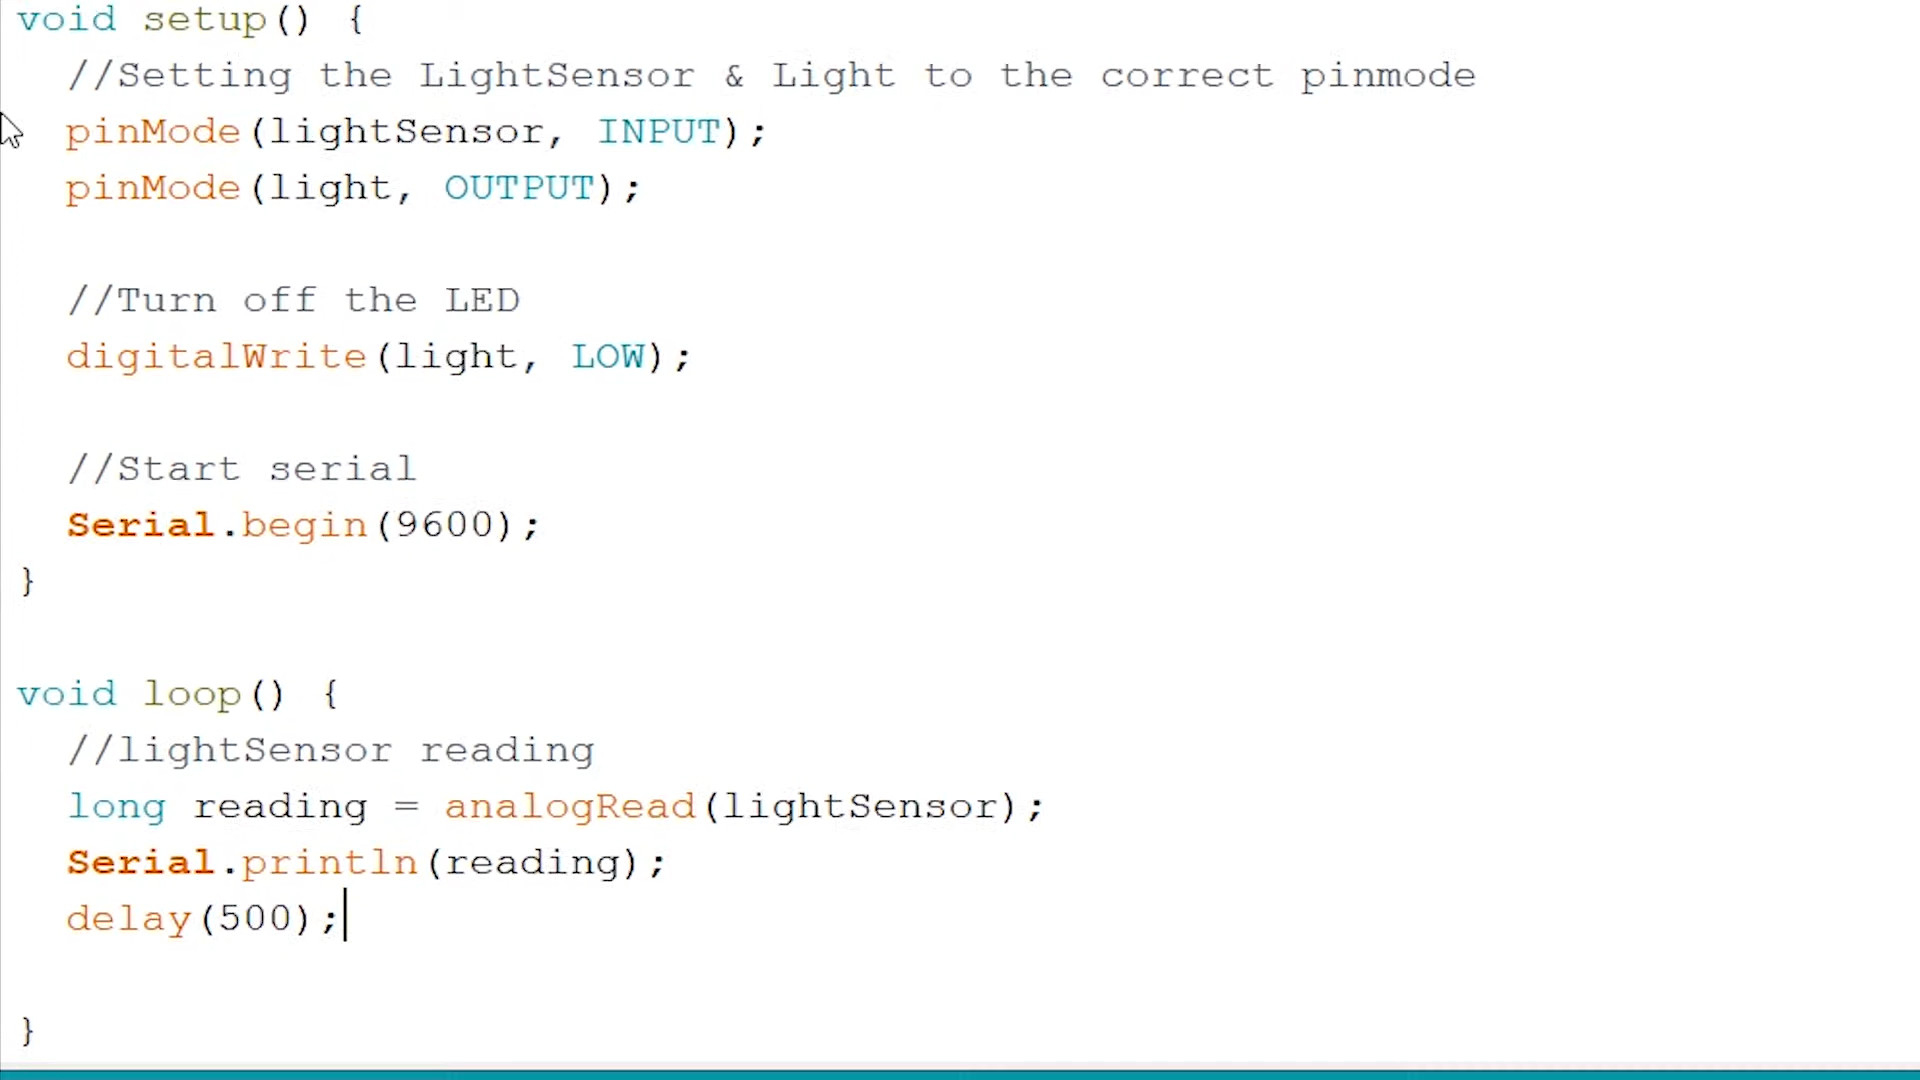 void setup() {
//Setting the LightSensor & Light to the correct pinmode
pinMode(lightSensor, INPUT);
pinMode(light, OUTPUT);
//Turn off the LED
digitalWrite(light, LOW);
//Start serial
Serial.begin(9600);
}
void loop() {
//lightSensor reading
long reading = analogRead(lightSensor);
Serial.println(reading);
delay(500);
}